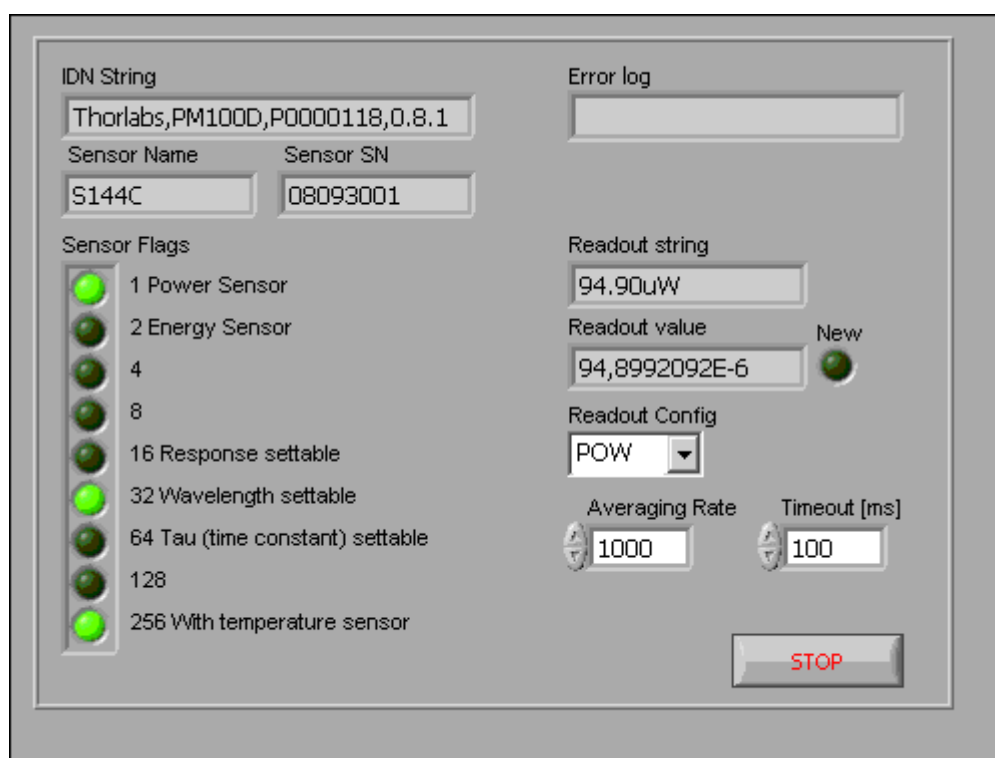 IDN String
Thorlabs,PM100D,P0000118,0.8.1
Sensor Name Sensor SN
S144C 08093001
Sensor Flags
1 Power Sensor
2 Energy Sensor
4
8
16 Response settable
32 Wavelength settable
64 Tau (time constant) settable
128
256 With temperature sensor
Error log
Readout string
94.90uW
Readout value New
94,8992092E-6
Readout Config
POW
Averaging Rate Timeout [ms]
1000 100
STOP